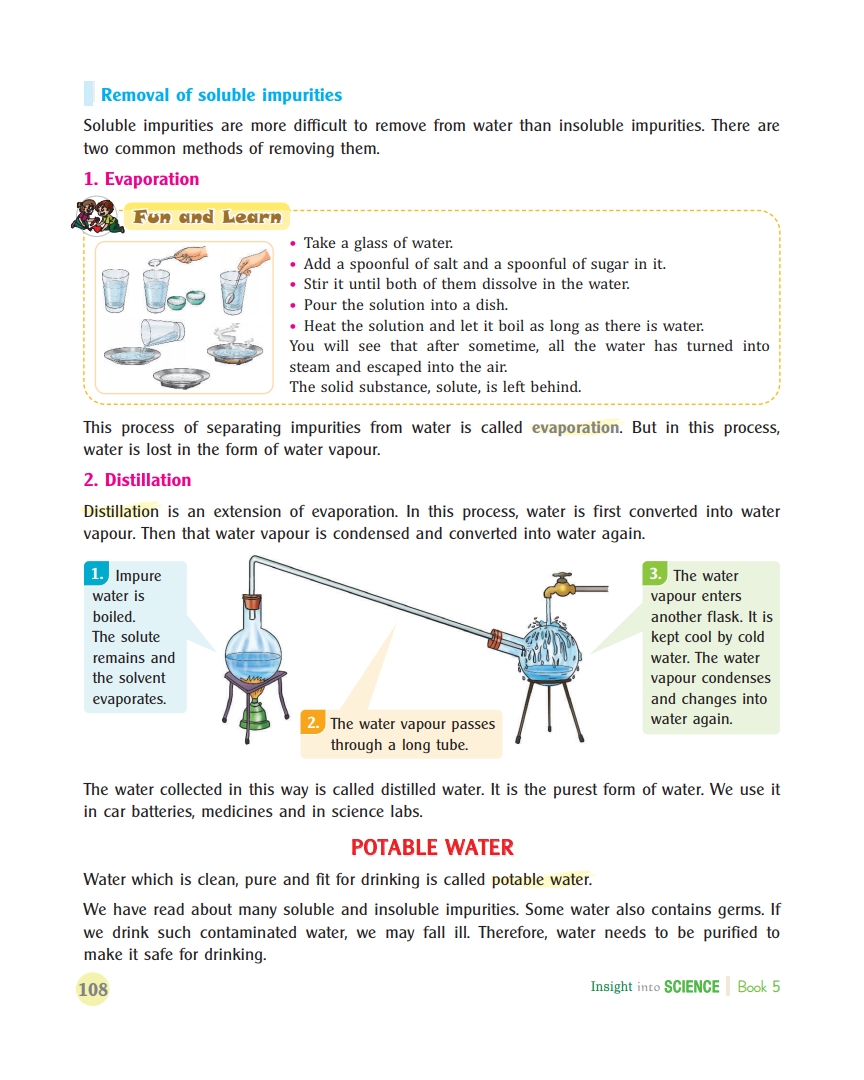 Removal of soluble impurities
Soluble impurities are more difficult to remove from water than insoluble impurities. There are
two common methods of removing them.
1. Evaporation
Fun and Learn
• Take a glass of water.
• Add a spoonful of salt and a spoonful of sugar in it.
• Stir it until both of them dissolve in the water.
• Pour the solution into a dish.
• Heat the solution and let it boil as long as there is water.
You will see that after sometime, all the water has turned into
steam and escaped into the air.
The solid substance, solute, is left behind.
This process of separating impurities from water is called evaporation. But in this process,
water is lost in the form of water vapour.
2. Distillation
Distillation is an extension of evaporation. In this process, water is first converted into water
vapour. Then that water vapour is condensed and converted into water again.
1. Impure
water is
boiled.
The solute
remains and
the solvent
evaporates.
2. The water vapour passes
through a long tube.
3. The water
vapour enters
another flask. It is
kept cool by cold
water. The water
vapour condenses
and changes into
water again.
The water collected in this way is called distilled water. It is the purest form of water. We use it
in car batteries, medicines and in science labs.
POTABLE WATER
Water which is clean, pure and fit for drinking is called potable water.
We have read about many soluble and insoluble impurities. Some water also contains germs. If
we drink such contaminated water, we may fall ill. Therefore, water needs to be purified to
make it safe for drinking.
108
Insight into SCIENCE | Book 5